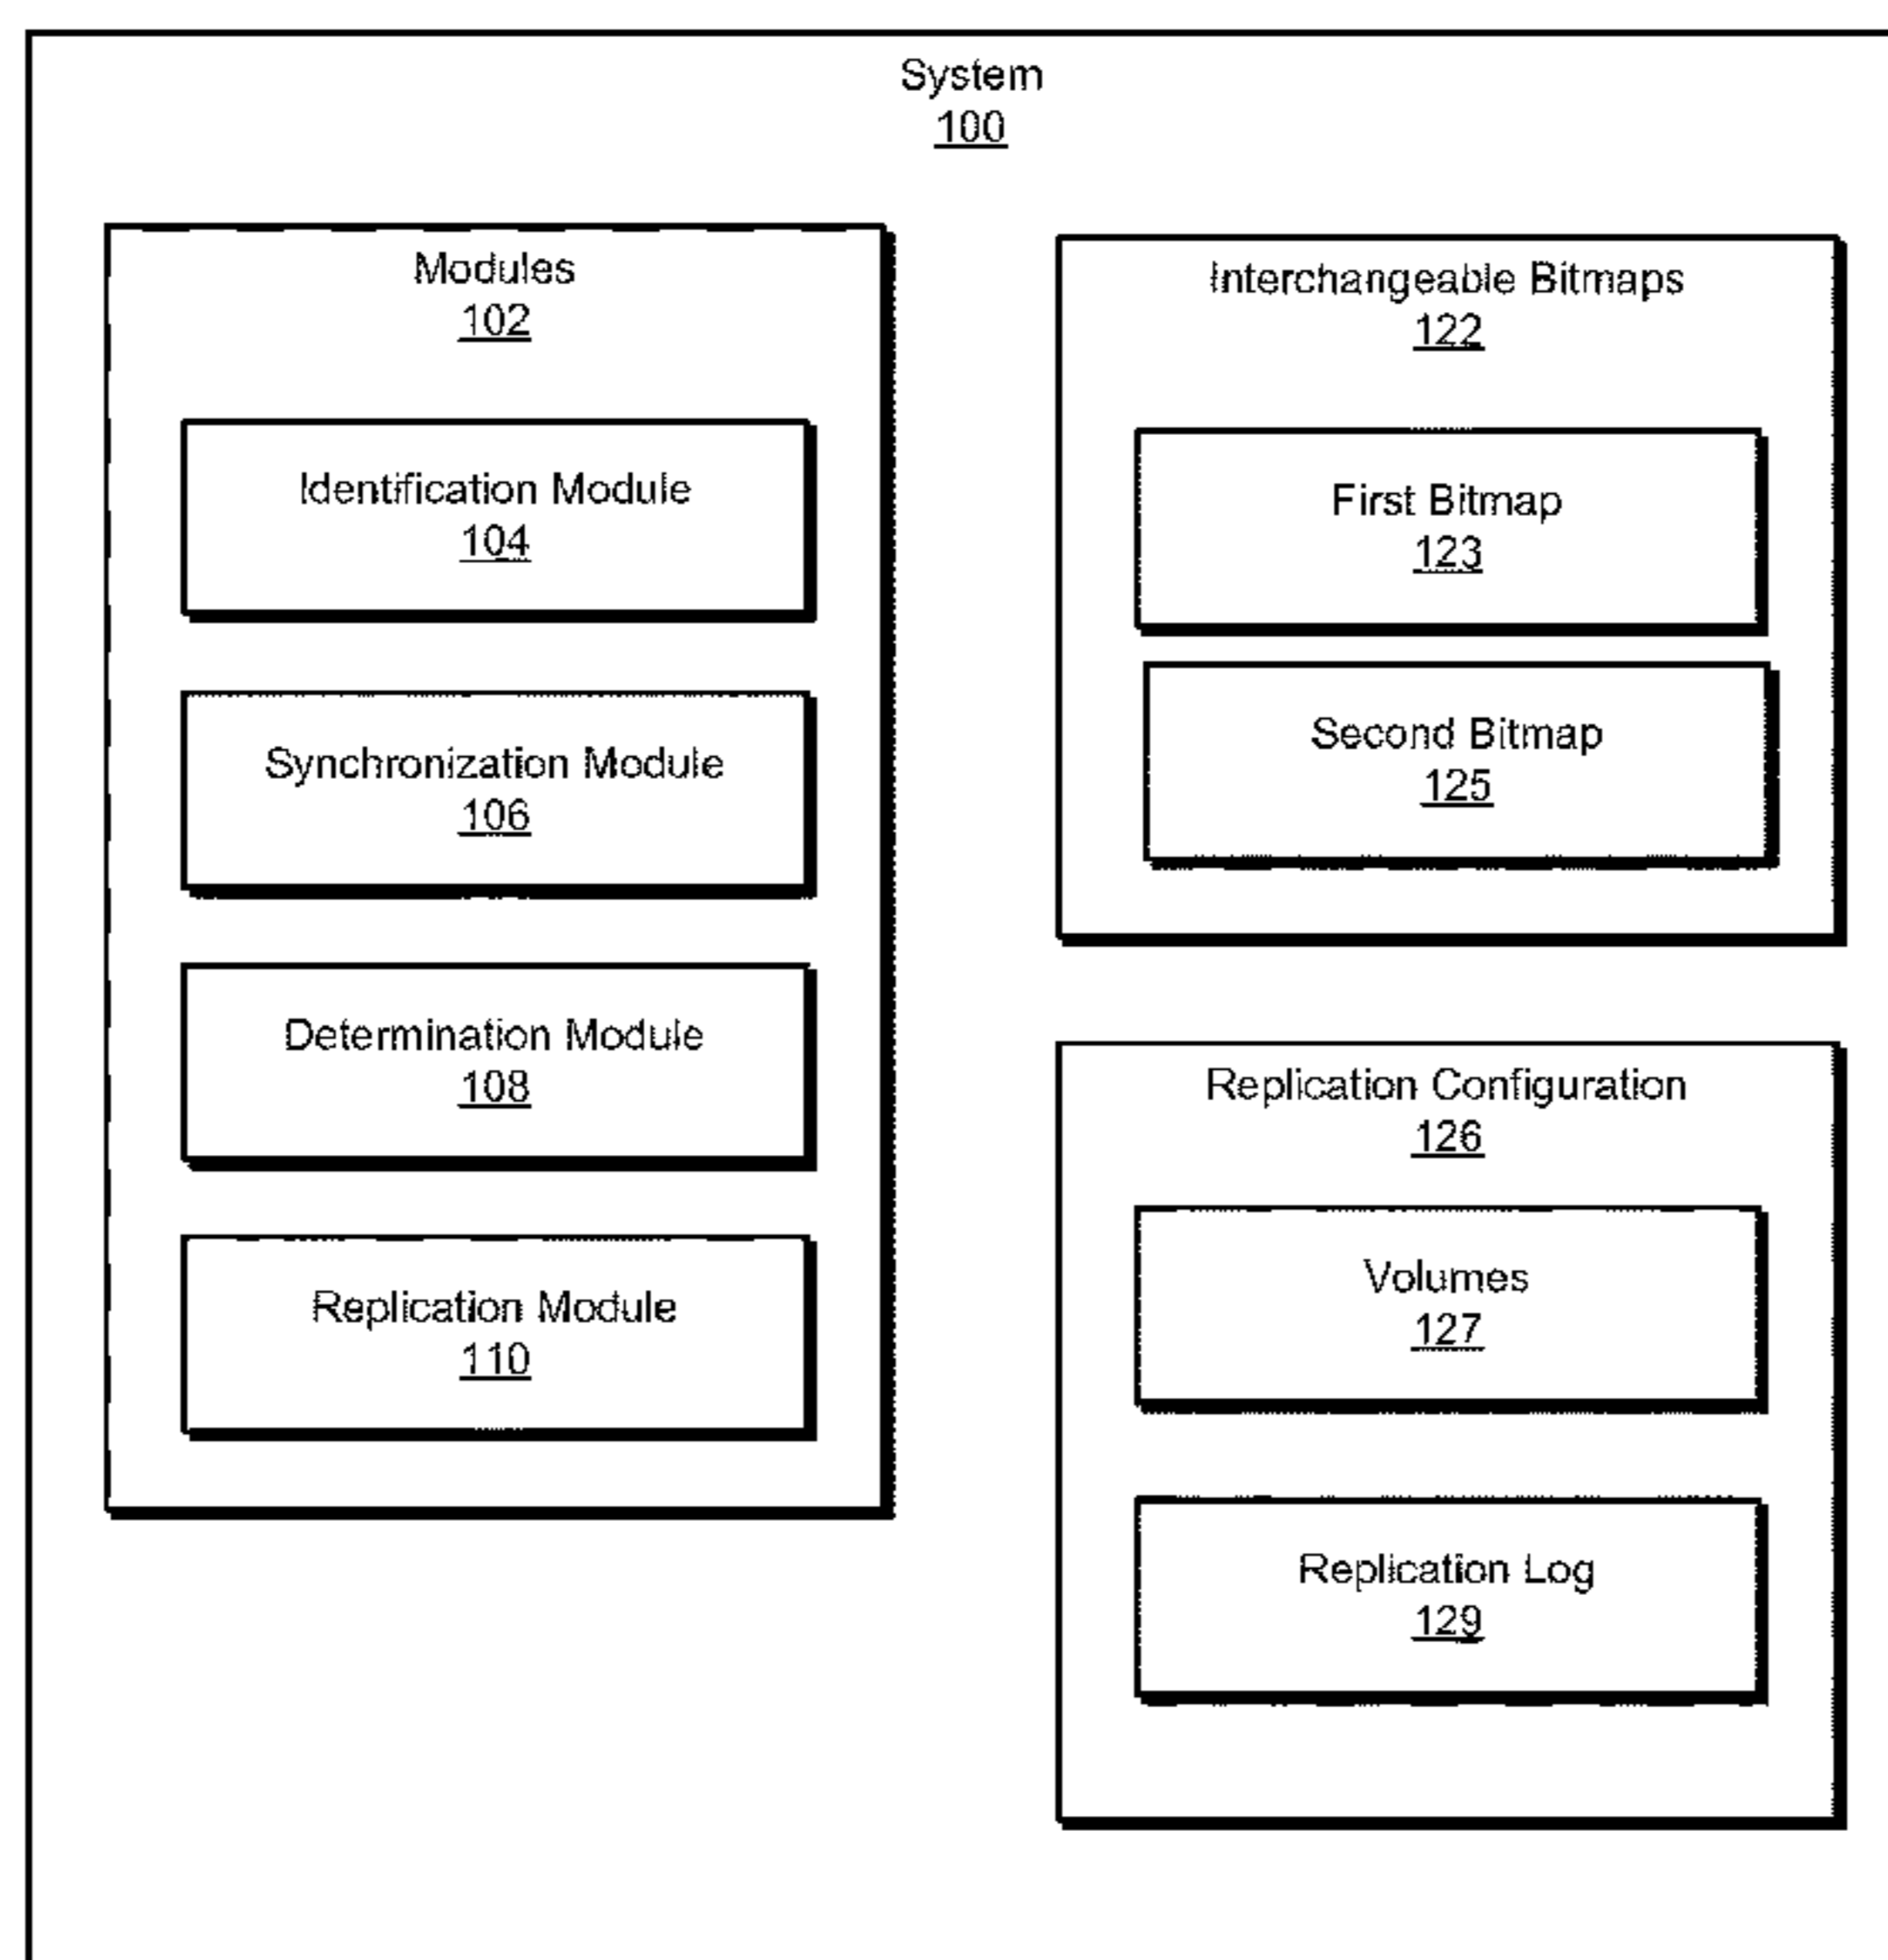 System
100
Modules
102
Identification Module
104
Synchronization Module
106
Determination Module
108
Replication Module
110
Interchangeable Bitmaps
122
First Bitmap
123
Second Bitmap
125
Replication Configuration
126
Volumes
127
Replication Log
129